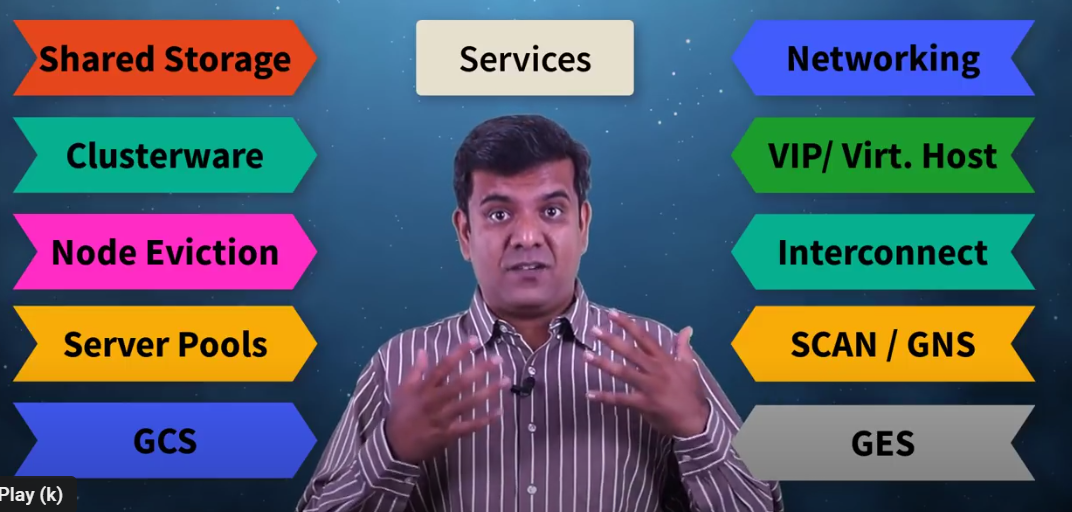 Shared Storage
Services
Networking
Clusterware
VIP/ Virt. Host
Node Eviction
Interconnect
Server Pools
SCAN / GNS
GCS
GES
Play (k)